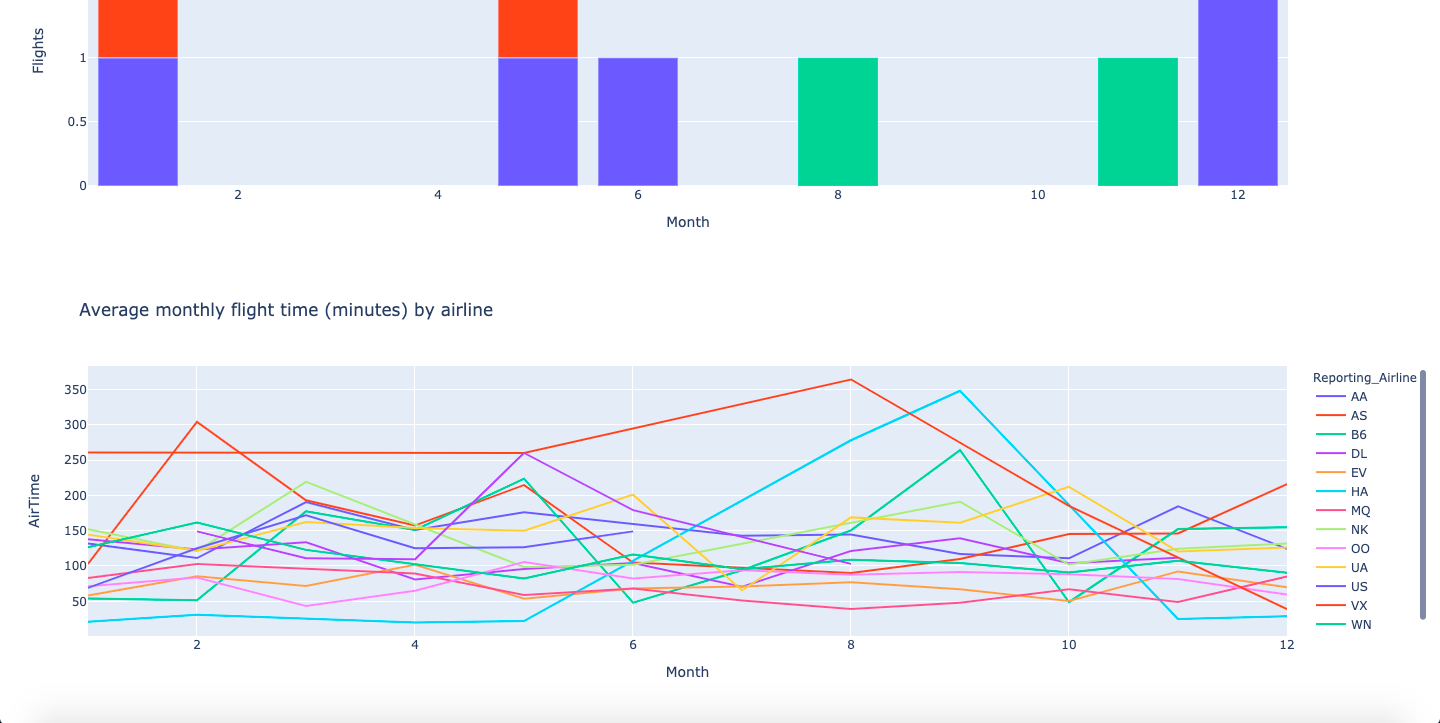 Flights
1
0.5
0
2 4 6 8 10 12
Month
Average monthly flight time (minutes) by airline
AirTime
350
300
250
200
150
100
50
2 4 6 8 10 12
Month
Reporting_Airline
AA
AS
B6
DL
EV
HA
MQ
NK
OO
UA
US
VX
WN